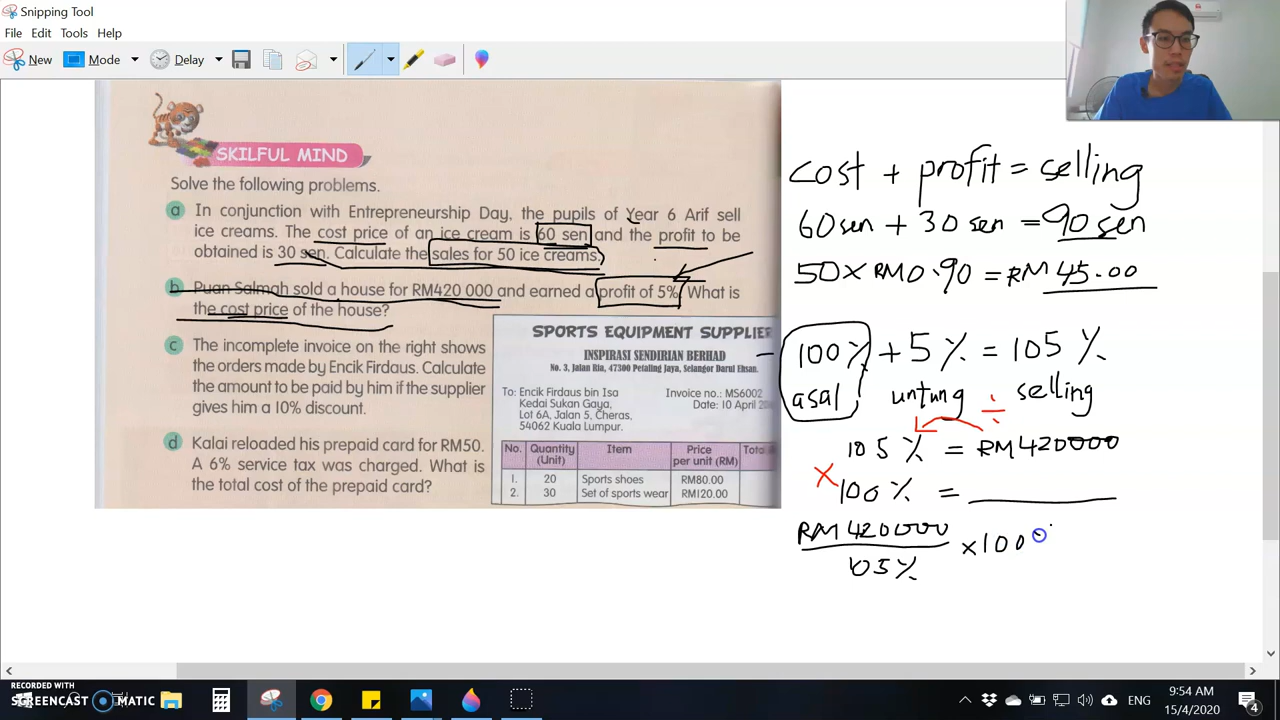 Snipping Tool
File Edit Tools Help
New Mode Delay
SKILFUL MIND
Solve the following problems.
a In conjunction with Entrepreneurship Day, the pupils of Year 6 Arif sell
ice creams. The cost price of an ice cream is 60 sen and the profit to be
obtained is 30 sen. Calculate the sales for 50 ice creams.
b Puan Salmah sold a house for RM420 000 and earned a profit of 5%. What is
the cost price of the house?
c The incomplete invoice on the right shows
the orders made by Encik Firdaus. Calculate
the amount to be paid by him if the supplier
gives him a 10% discount.
d Kalai reloaded his prepaid card for RM50.
A 6% service tax was charged. What is
the total cost of the prepaid card?
SPORTS EQUIPMENT SUPPLIE
INSPIRASI SENDIRIAN BERHAD
No. 3, Jalan Ria, 47300 Petaling Jaya, Selangor Darul Ehsan.
To: Encik Firdaus bin Isa
Kedai Sukan Gaya,
Lot 6A, Jalan 5, Cheras,
54062 Kuala Lumpur.
Invoice no.: MS6002
Date: 10 April
No. Quantity (Unit) Item Price per unit (RM) Total
1. 20 Sports shoes RM80.00
2. 30 Set of sports wear RM120.00
cost + profit = selling
60 sen + 30 sen = 90 sen
50 × RM0.90 = RM45.00
100% + 5% = 105%
asal untung selling
÷
105% = RM420000
×
100% =
RM420000
105%
×100
RECORDED WITH
SCREENCAST MATIC
ENG
9:54 AM
15/4/2020
4